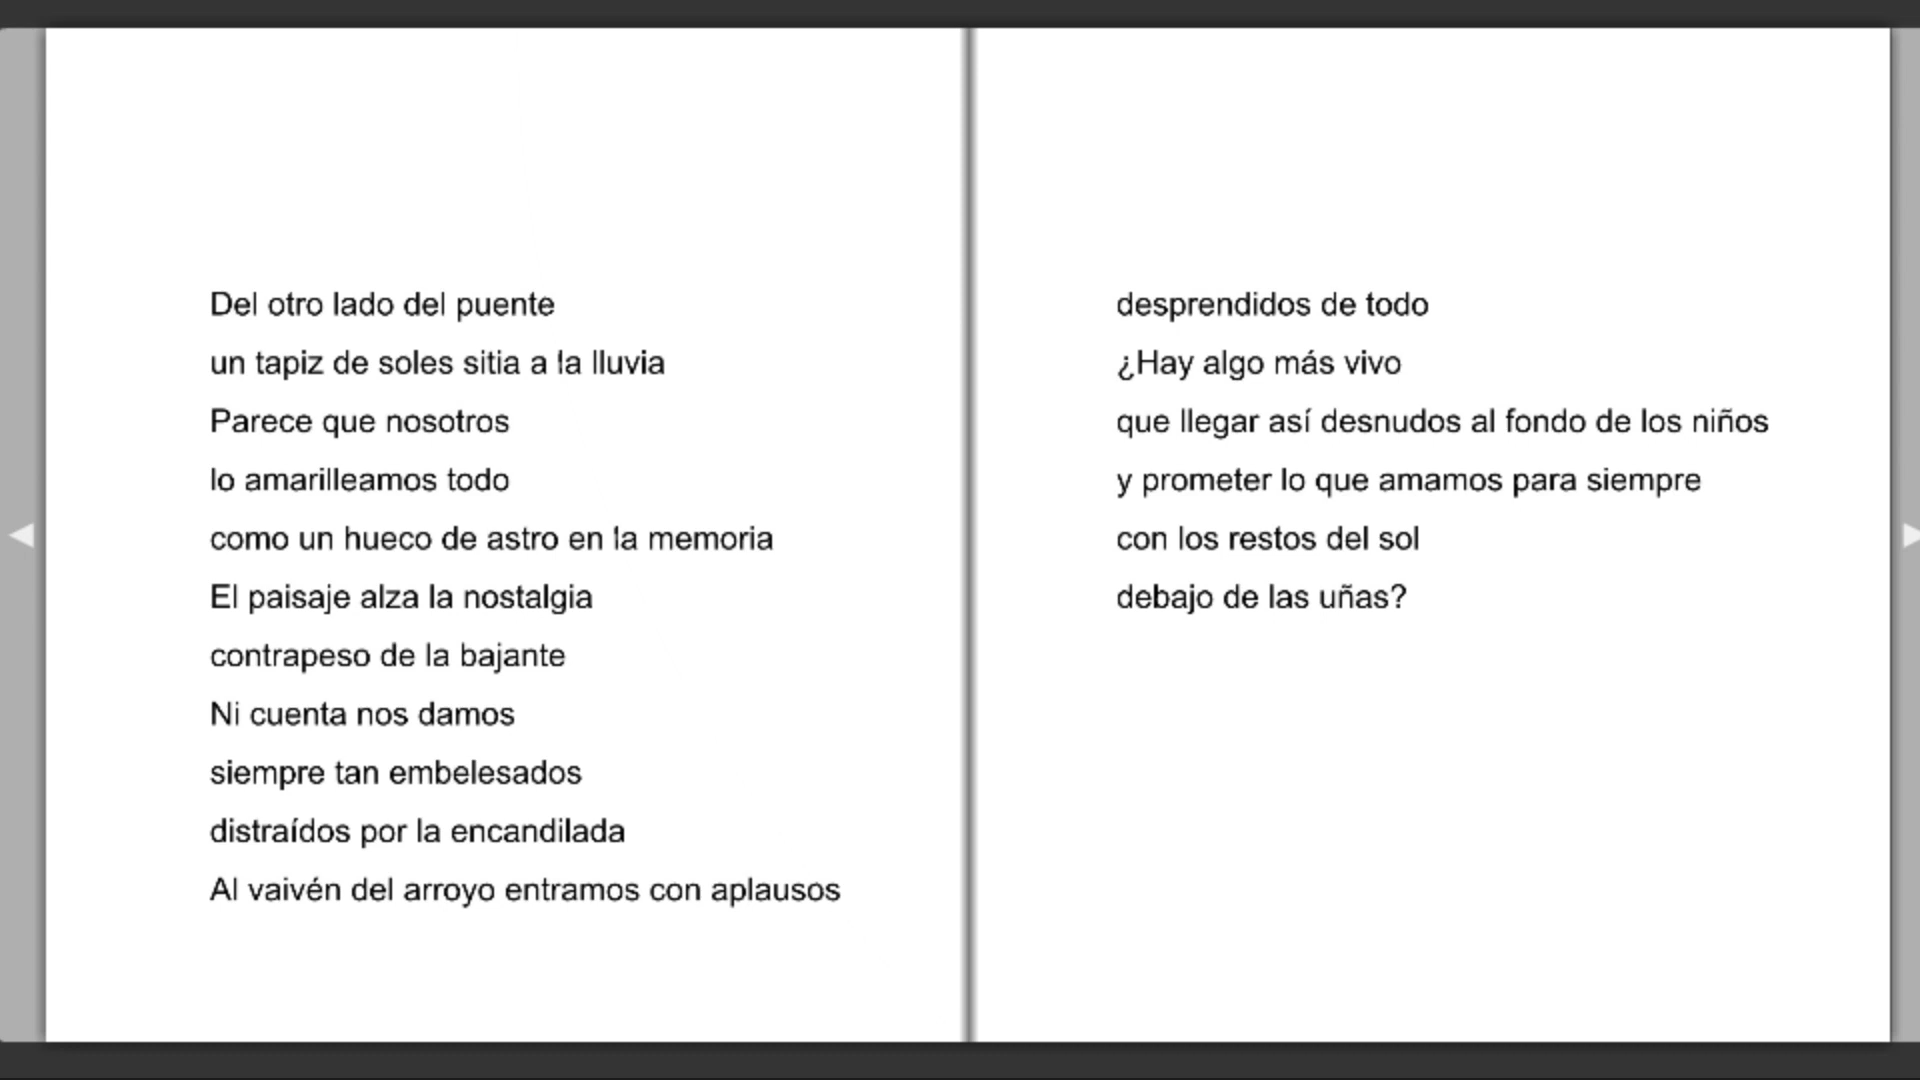 Del otro lado del puente
un tapiz de soles sitia a la lluvia
Parece que nosotros
lo amarilleamos todo
como un hueco de astro en la memoria
El paisaje alza la nostalgia
contrapeso de la bajante
Ni cuenta nos damos
siempre tan embelesados
distraídos por la encandilada
Al vaivén del arroyo entramos con aplausos
desprendidos de todo
¿Hay algo más vivo
que llegar así desnudos al fondo de los niños
y prometer lo que amamos para siempre
con los restos del sol
debajo de las uñas?